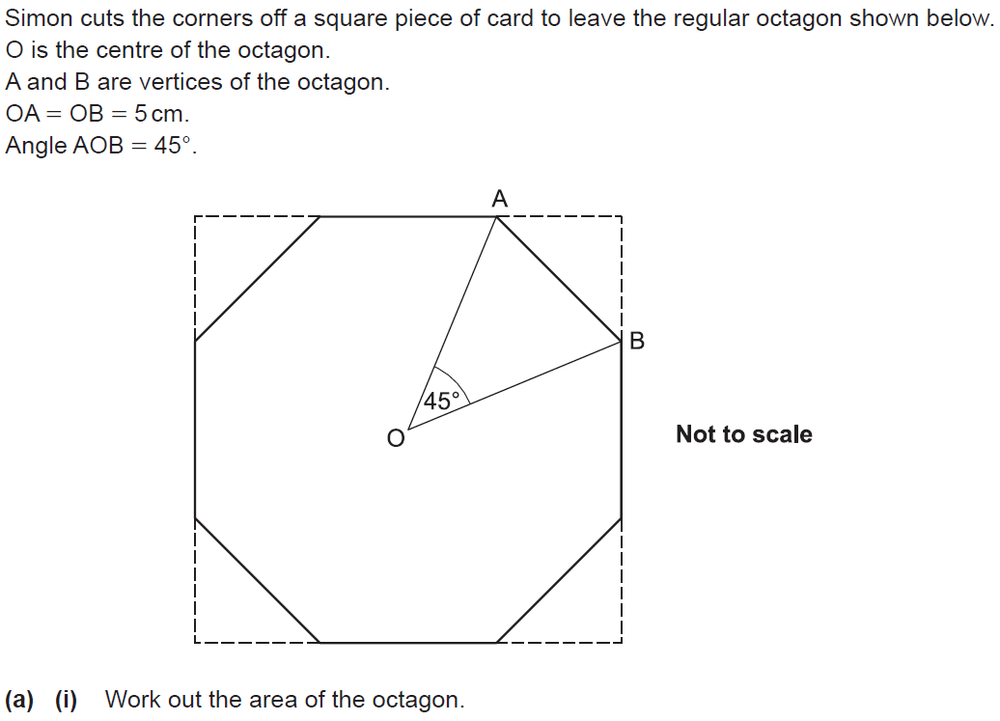 Simon cuts the corners off a square piece of card to leave the regular octagon shown below.
O is the centre of the octagon.
A and B are vertices of the octagon.
OA = OB = 5 cm.
Angle AOB = 45°.
A
B
45°
O
Not to scale
(a) (i) Work out the area of the octagon.